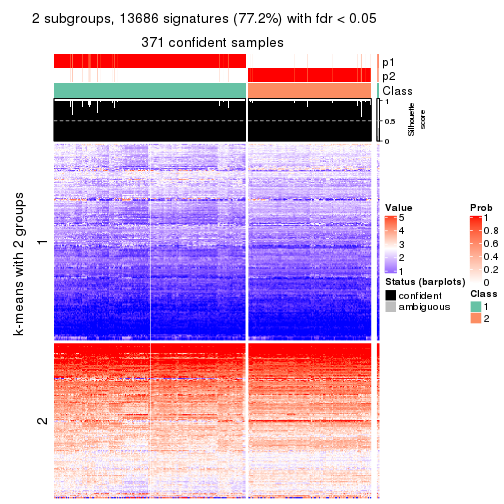 2 subgroups, 13686 signatures (77.2%) with fdr < 0.05
371 confident samples
p1
p2
Class
1
0.5
0
Silhouette
score
k-means with 2 groups
1
2
Value
5
4
3
2
1
Status (barplots)
confident
ambiguous
Prob
1
0.8
0.6
0.4
0.2
0
Class
1
2